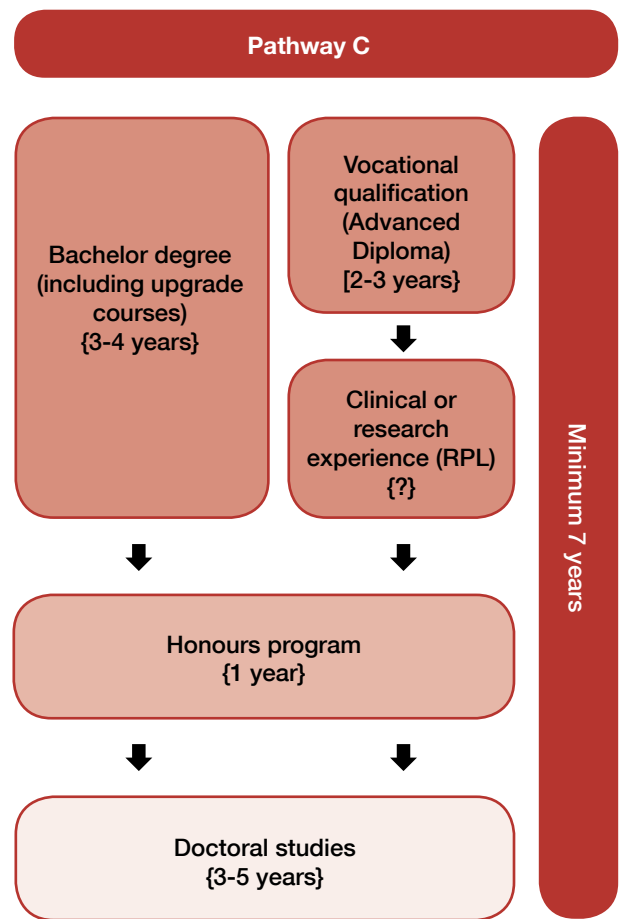 Pathway C
Bachelor degree
(including upgrade
courses)
{3-4 years}
Vocational
qualification
(Advanced
Diploma)
[2-3 years}
Clinical or
research
experience (RPL)
{?}
Minimum 7 years
Honours program
{1 year}
Doctoral studies
{3-5 years}